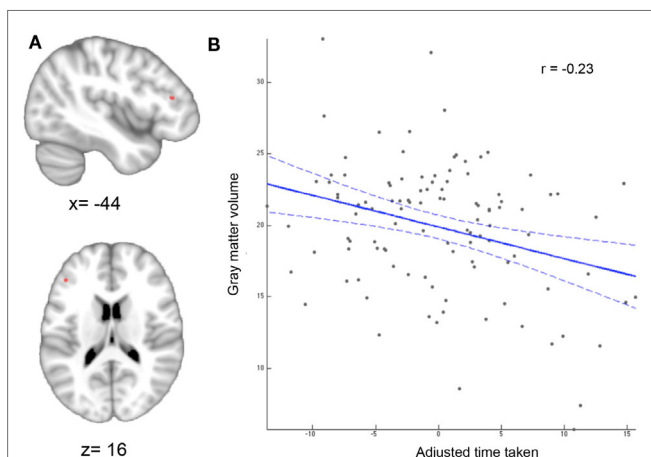 A
x= -44
z= 16
B
r = -0.23
Gray matter volume
30
25
20
15
10
-10
-5
0
5
10
15
Adjusted time taken